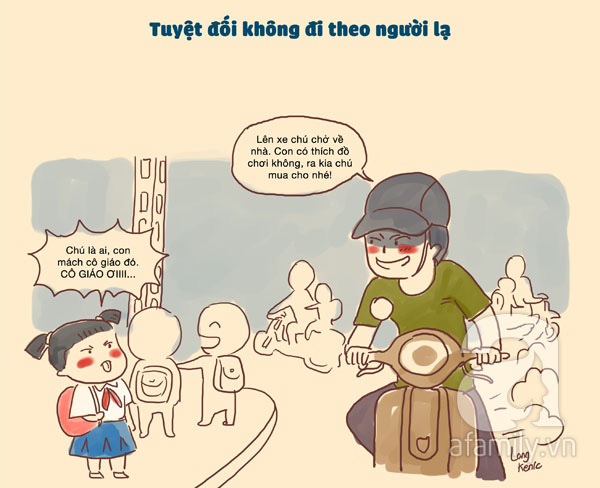 Tuyệt đối không đi theo người lạ
Lên xe chú chở về
nhà. Con có thích đồ
chơi không, ra kia chú
mua cho nhé!
Chú là ai, con
mách cô giáo đó.
CÔ GIÁO ƠIIII...
a
afamily.vn
Long
Kenlc